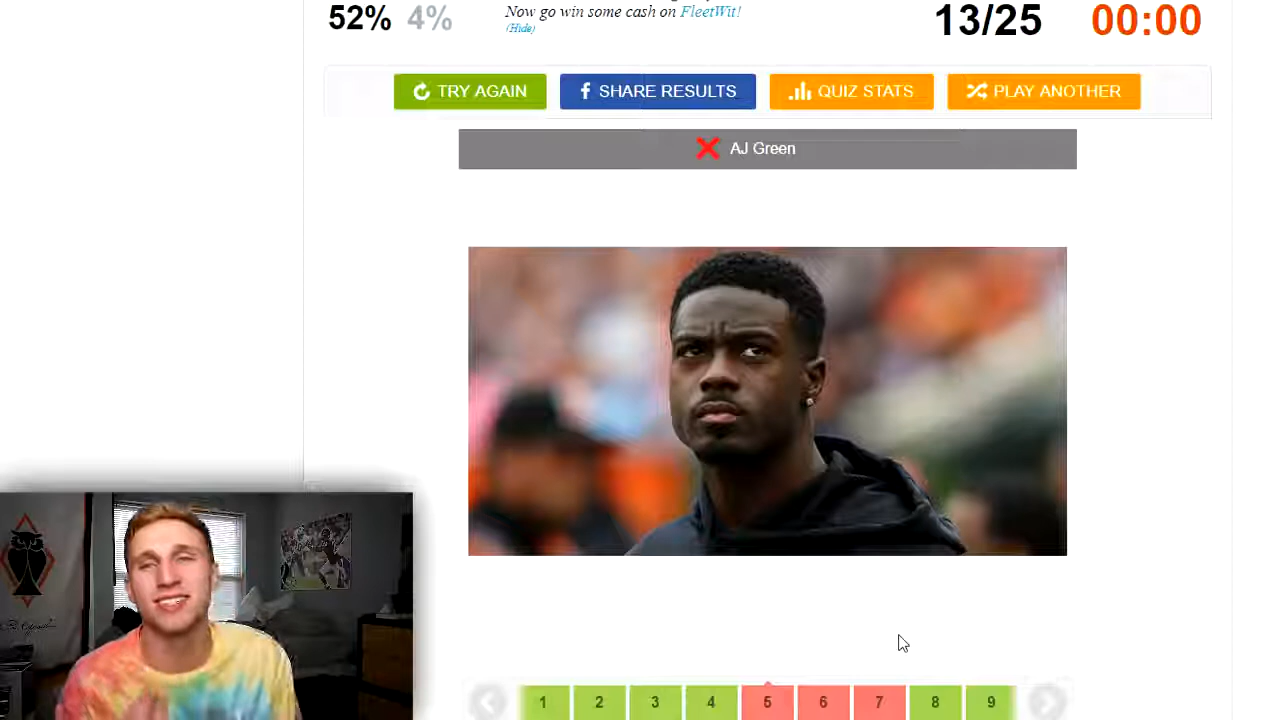 52% 4%
Now go win some cash on FleetWit!
(Hide)
13/25 00:00
TRY AGAIN
SHARE RESULTS
QUIZ STATS
PLAY ANOTHER
AJ Green
1 2 3 4 5 6 7 8 9